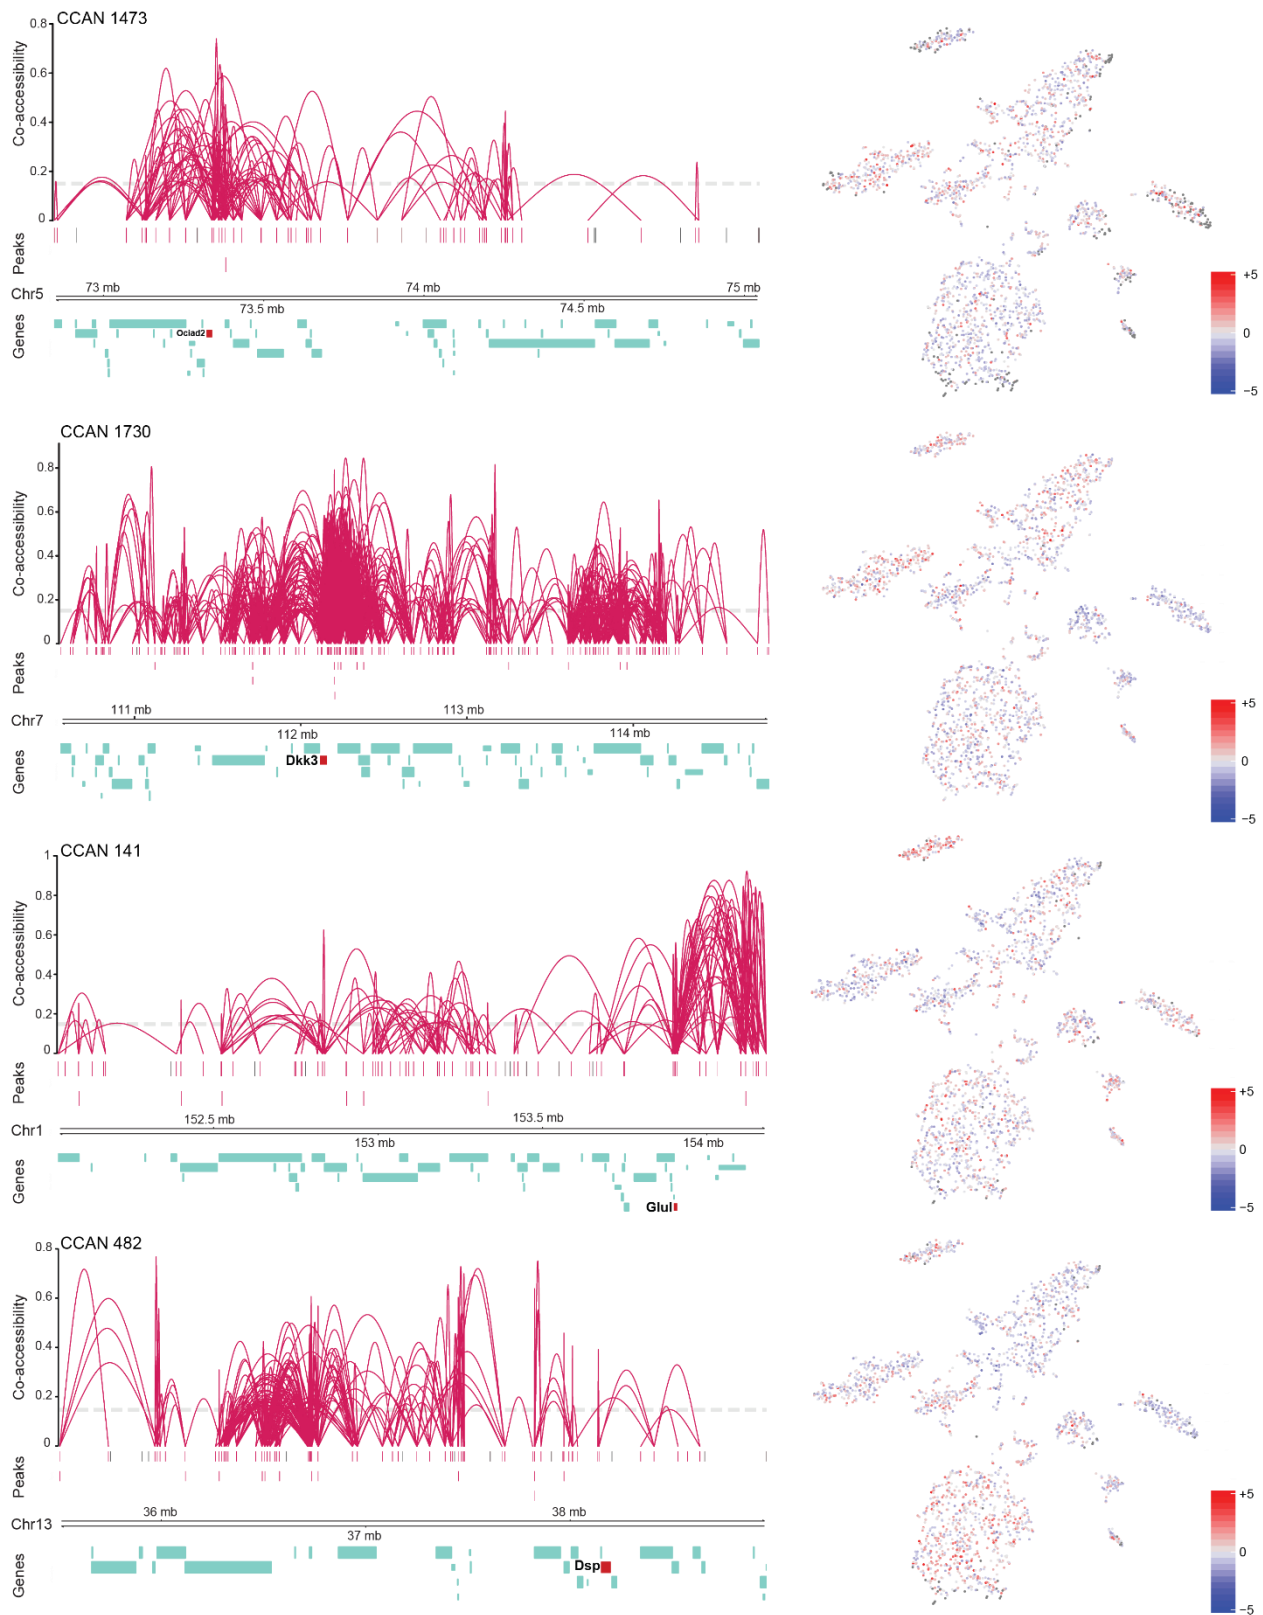 CCAN 1473
0.8
0.6
0.4
0.2
0
Co-accessibility
Peaks
Chr5
73 mb
74 mb
75 mb
73.5 mb
74.5 mb
Genes
Ociad2
+5
0
−5
CCAN 1730
0.8
0.6
0.4
0.2
0
Co-accessibility
Peaks
Chr7
111 mb
113 mb
112 mb
114 mb
Genes
Dkk3
+5
0
−5
CCAN 141
1
0.8
0.6
0.4
0.2
0
Co-accessibility
Peaks
Chr1
152.5 mb
153.5 mb
153 mb
154 mb
Genes
Glul
+5
0
−5
CCAN 482
0.8
0.6
0.4
0.2
0
Co-accessibility
Peaks
Chr13
36 mb
38 mb
37 mb
Genes
Dsp
+5
0
−5